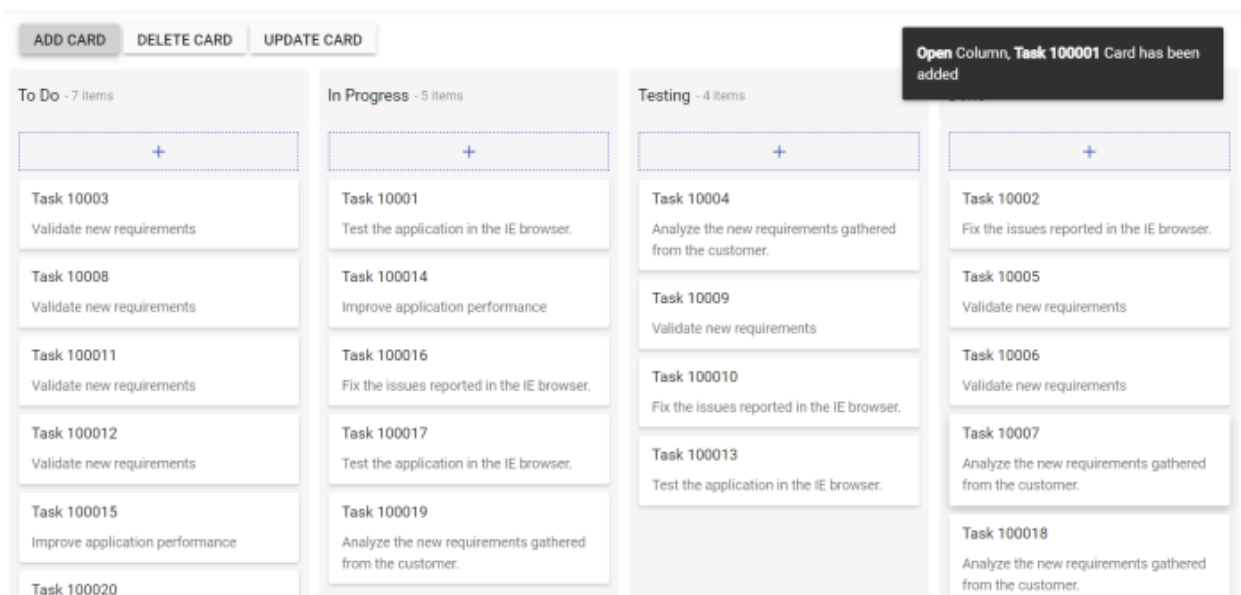 ADD CARD DELETE CARD UPDATE CARD
Open Column, Task 100001 Card has been
added
To Do - 7 items
+
Task 10003
Validate new requirements
Task 10008
Validate new requirements
Task 100011
Validate new requirements
Task 100012
Validate new requirements
Task 100015
Improve application performance
Task 100020
In Progress - 5 items
+
Task 10001
Test the application in the IE browser.
Task 100014
Improve application performance
Task 100016
Fix the issues reported in the IE browser.
Task 100017
Test the application in the IE browser.
Task 100019
Analyze the new requirements gathered
from the customer.
Testing - 4 items
+
Task 10004
Analyze the new requirements gathered
from the customer.
Task 10009
Validate new requirements
Task 100010
Fix the issues reported in the IE browser.
Task 100013
Test the application in the IE browser.
+
Task 10002
Fix the issues reported in the IE browser.
Task 10005
Validate new requirements
Task 10006
Validate new requirements
Task 10007
Analyze the new requirements gathered
from the customer.
Task 100018
Analyze the new requirements gathered
from the customer.